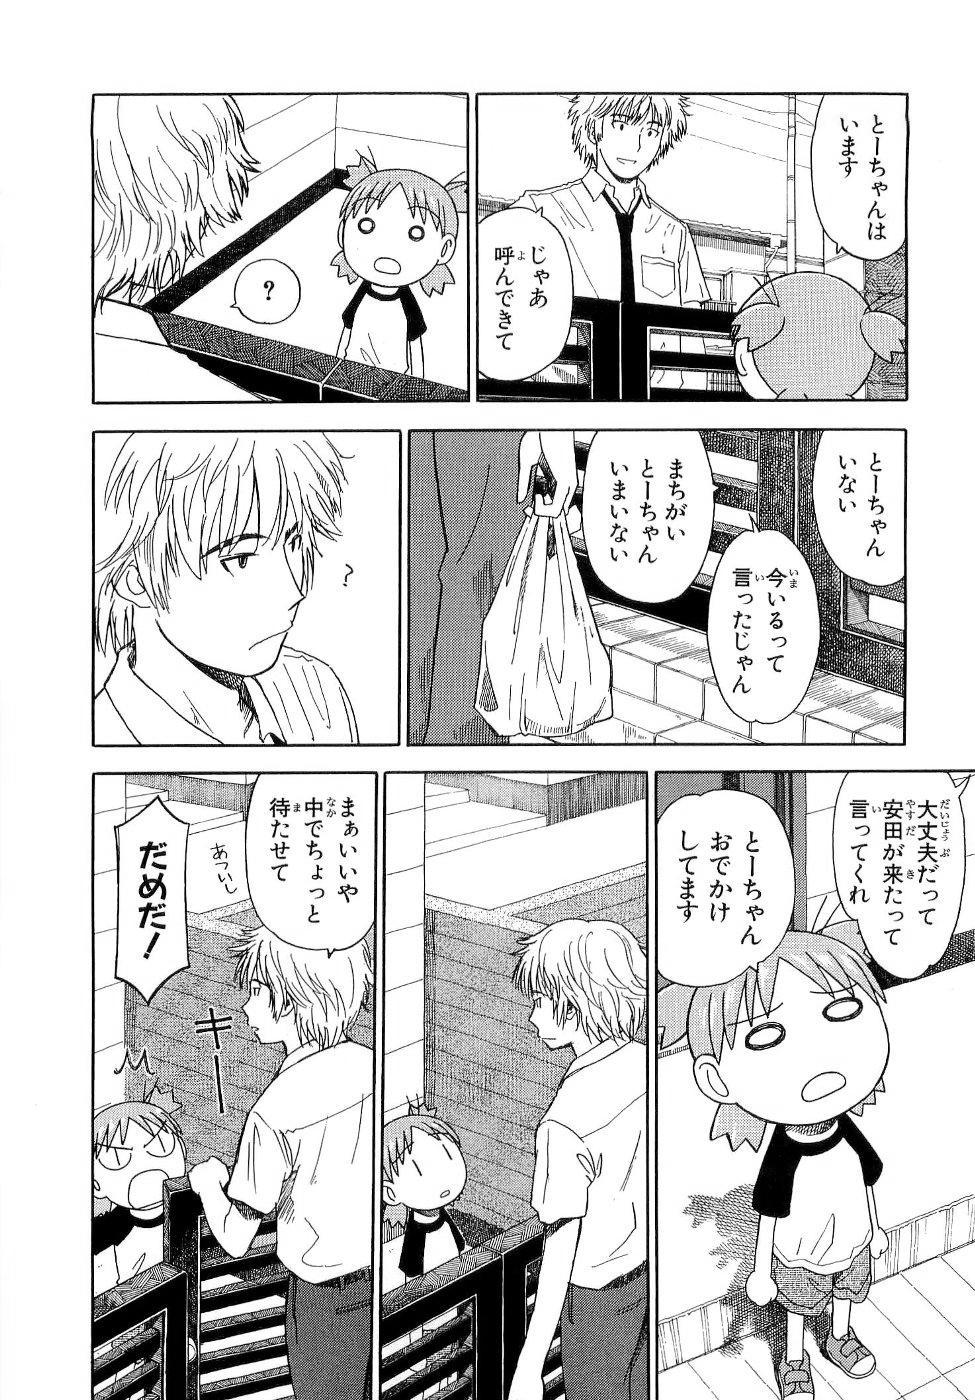 とーちゃんは
います
じゃあ
呼んできて
?
とーちゃん
いない
今いるって
言ったじゃん
まちがい
とーちゃん
いまいない
?
大丈夫だって
安田が来たって
言ってくれ
とーちゃん
おでかけ
してます
まぁいいや
中でちょっと
待たせて
あついし
キー
だめだ!